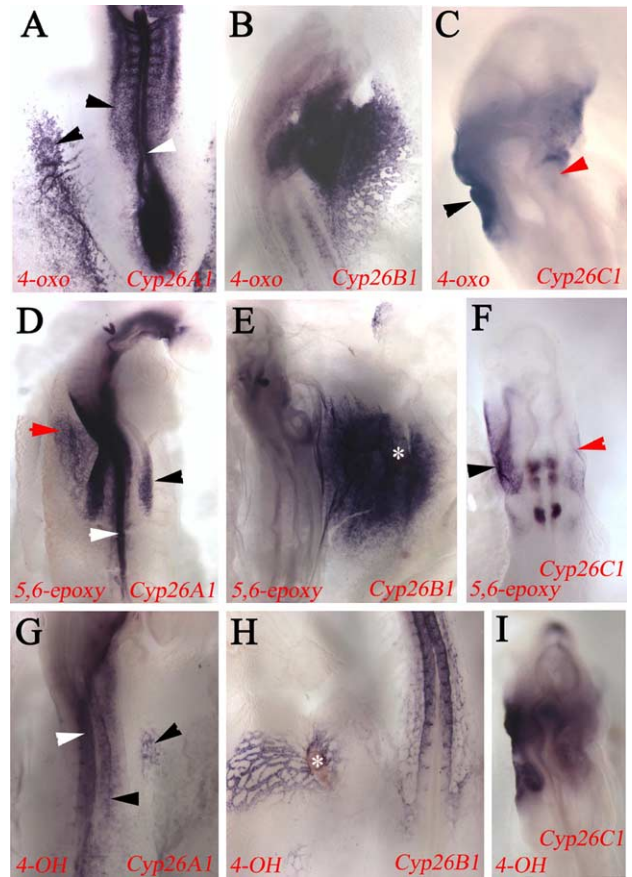 A
B
C
4-oxo Cyp26A1
4-oxo Cyp26B1
4-oxo Cyp26C1
D
E
F
5,6-epoxy Cyp26A1
5,6-epoxy Cyp26B1
Cyp26C1
5,6-epoxy
G
H
I
4-OH Cyp26A1
4-OH Cyp26B1
Cyp26C1
4-OH